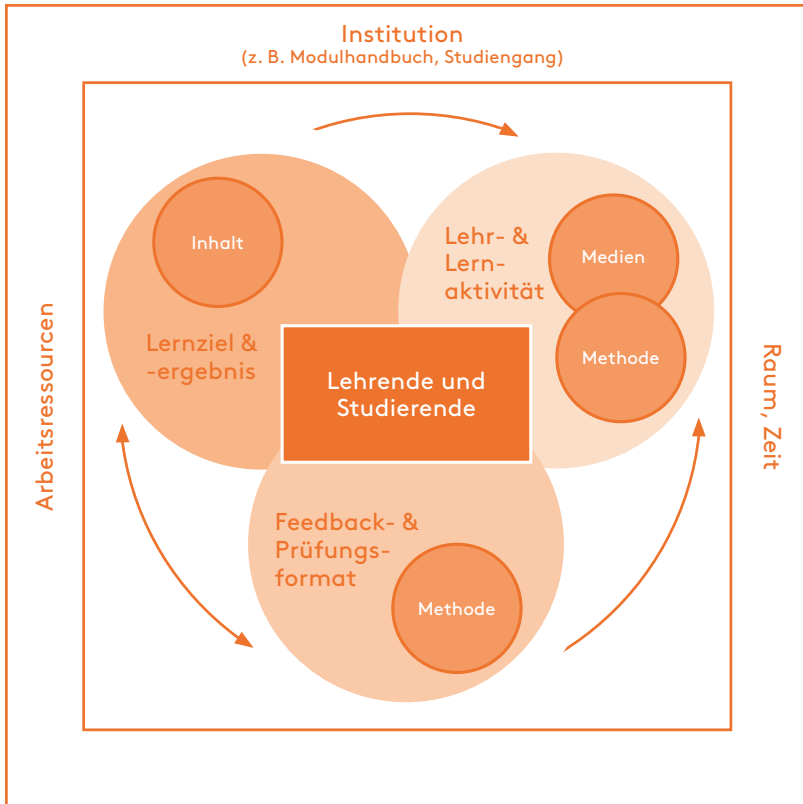 Institution
(z. B. Modulhandbuch, Studiengang)
Inhalt
Lernziel &
-ergebnis
Lehr- &
Lern-
aktivität
Medien
Methode
Lehrende und
Studierende
Feedback- &
Prüfungs-
format
Methode
Arbeitsressourcen
Raum, Zeit